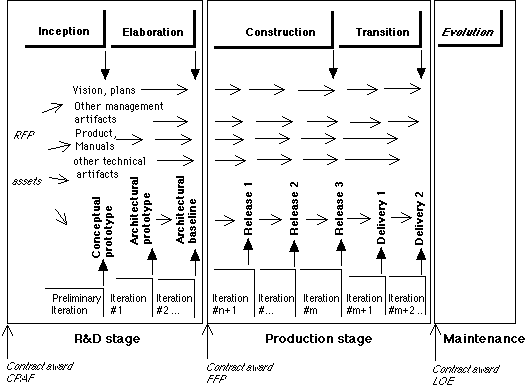 Inception
Elaboration
Construction
Transition
Evolution
Vision, plans
Other management
artifacts
RFP
Product,
Manuals
other technical
artifacts
assets
Conceptual
prototype
Architectural
prototype
Architectural
baseline
Release 1
Release 2
Release 3
Delivery 1
Delivery 2
Preliminary
Iteration
Iteration
#1
Iteration
#2 ...
Iteration
#n+1
Iteration
#...
Iteration
#m
Iteration
#m+1
Iteration
#m+2 ...
R&D stage
Production stage
Maintenance
Contract award
CPAF
Contract award
FFP
Contract award
LOE